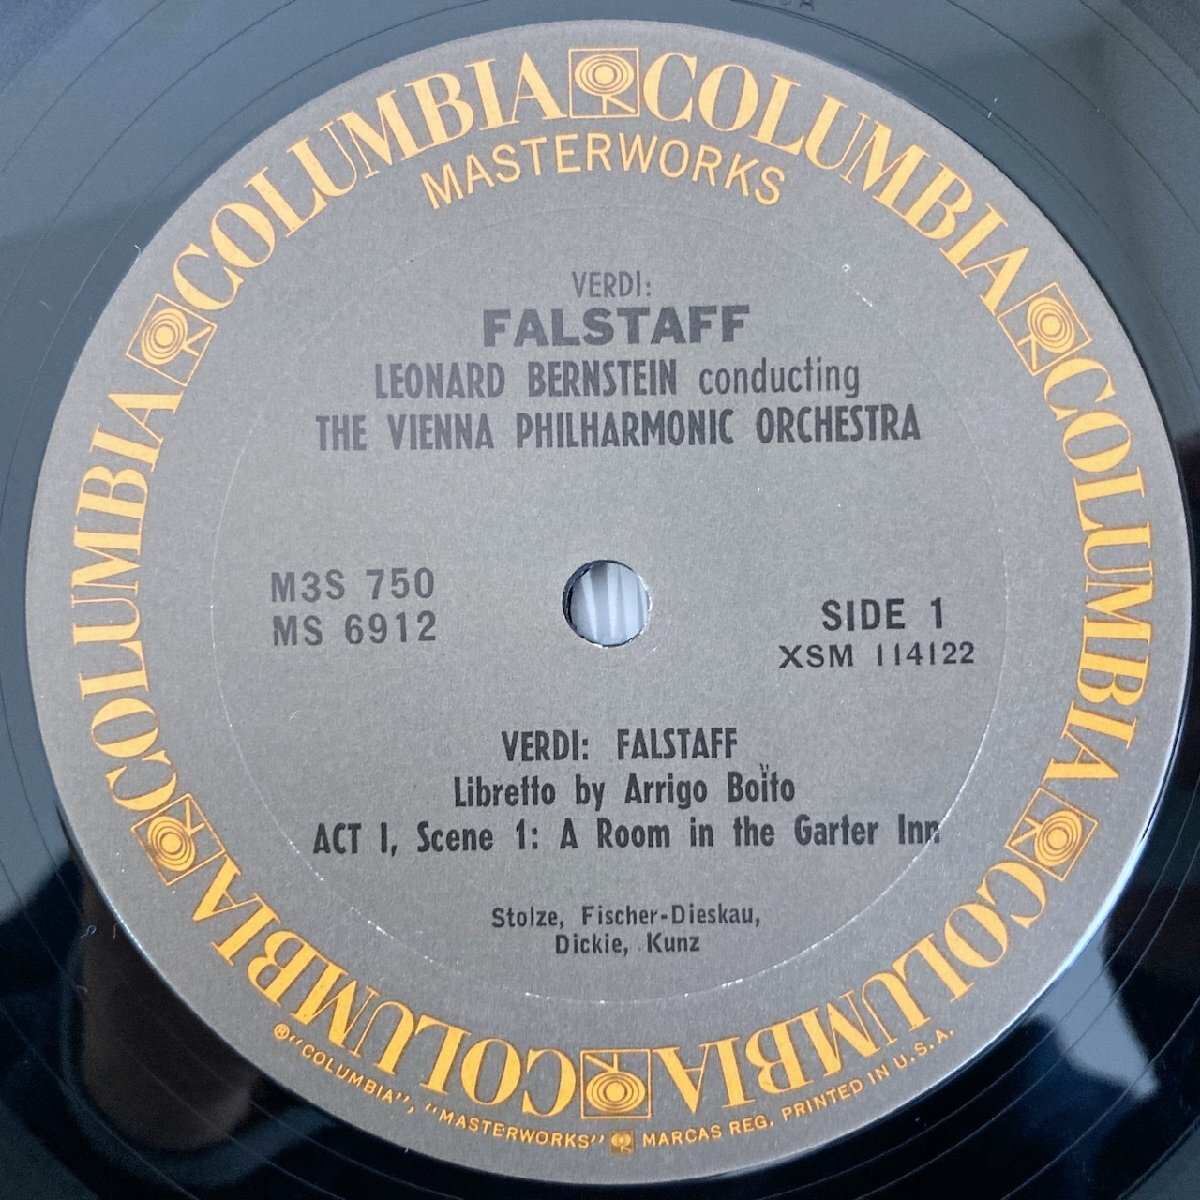 COLUMBIA COLUMBIA COLUMBIA COLUMBIA COLUMBIA COLUMBIA
MASTERWORKS
VERDI:
FALSTAFF
LEONARD BERNSTEIN conducting
THE VIENNA PHILHARMONIC ORCHESTRA
M3S 750
MS 6912
SIDE 1
XSM 114122
VERDI: FALSTAFF
Libretto by Arrigo Boïto
ACT I, Scene 1: A Room in the Garter Inn
Stolze, Fischer-Dieskau,
Dickie, Kunz
®"COLUMBIA", "MASTERWORKS" MARCAS REG. PRINTED IN U.S.A.